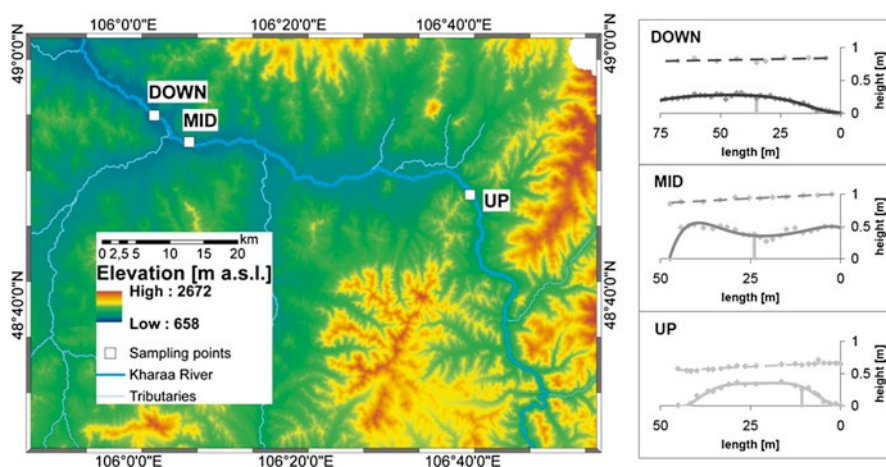 106°0'0"E 106°20'0"E 106°40'0"E
49°0'0"N
48°40'0"N
DOWN
MID
UP
km
0 2,5 5 10 15 20
Elevation [m a.s.l.]
High : 2672
Low : 658
Sampling points
Kharaa River
Tributaries
49°0'0"N
48°40'0"N
106°0'0"E 106°20'0"E 106°40'0"E
DOWN
1
0.5
0
height [m]
75 50 25 0
length [m]
MID
1
0.5
0
height [m]
50 25 0
length [m]
UP
1
0.5
0
height [m]
50 25 0
length [m]